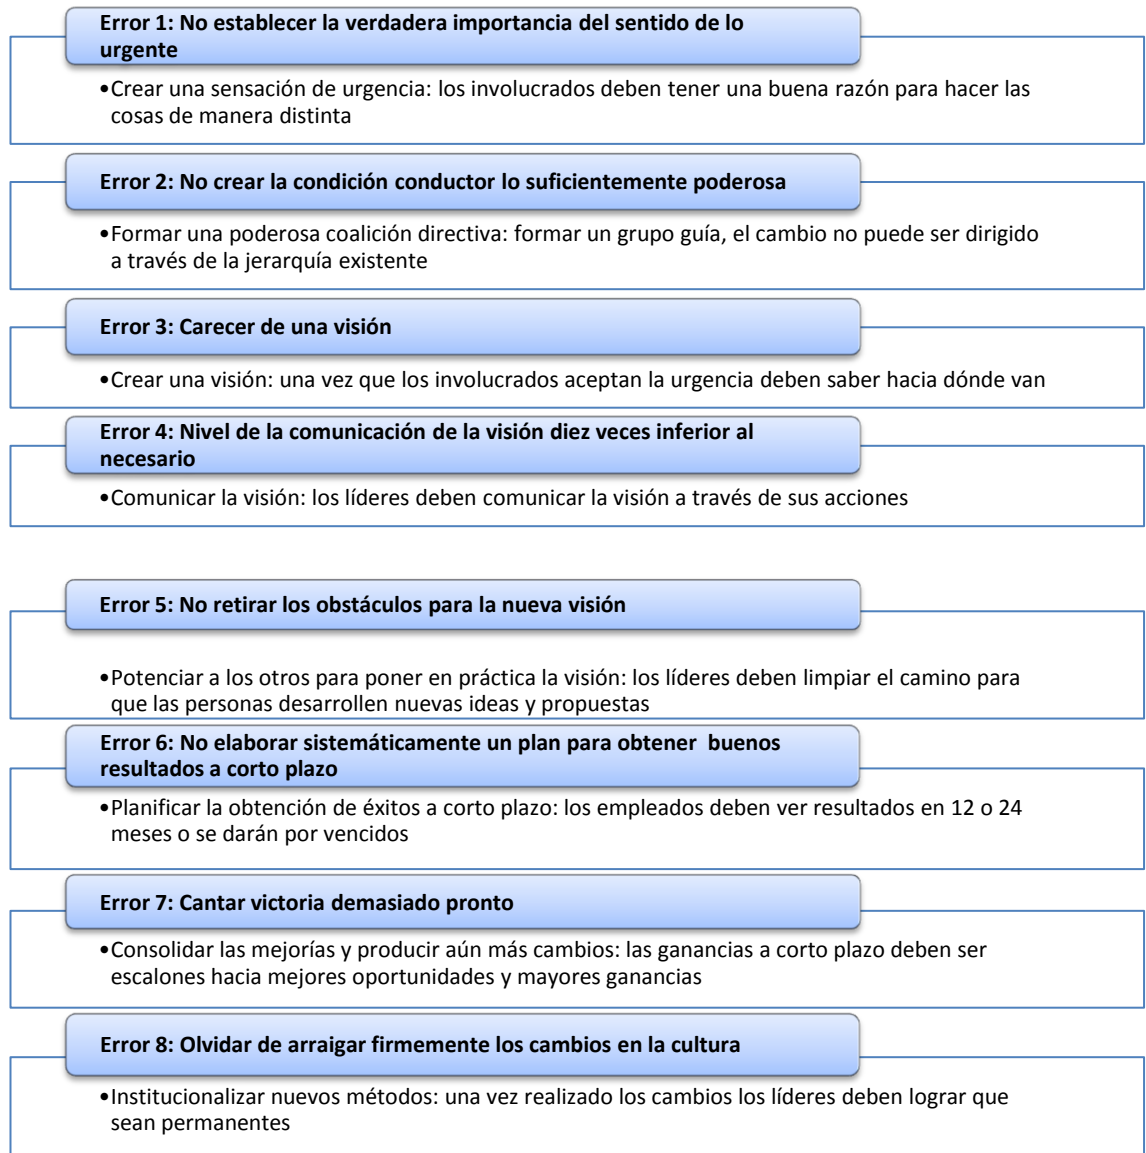 Error 1: No establecer la verdadera importancia del sentido de lo
urgente
•Crear una sensación de urgencia: los involucrados deben tener una buena razón para hacer las
cosas de manera distinta
Error 2: No crear la condición conductor lo suficientemente poderosa
•Formar una poderosa coalición directiva: formar un grupo guía, el cambio no puede ser dirigido
a través de la jerarquía existente
Error 3: Carecer de una visión
•Crear una visión: una vez que los involucrados aceptan la urgencia deben saber hacia dónde van
Error 4: Nivel de la comunicación de la visión diez veces inferior al
necesario
•Comunicar la visión: los líderes deben comunicar la visión a través de sus acciones
Error 5: No retirar los obstáculos para la nueva visión
•Potenciar a los otros para poner en práctica la visión: los líderes deben limpiar el camino para
que las personas desarrollen nuevas ideas y propuestas
Error 6: No elaborar sistemáticamente un plan para obtener  buenos
resultados a corto plazo
•Planificar la obtención de éxitos a corto plazo: los empleados deben ver resultados en 12 o 24
meses o se darán por vencidos
Error 7: Cantar victoria demasiado pronto
•Consolidar las mejorías y producir aún más cambios: las ganancias a corto plazo deben ser
escalones hacia mejores oportunidades y mayores ganancias
Error 8: Olvidar de arraigar firmemente los cambios en la cultura
•Institucionalizar nuevos métodos: una vez realizado los cambios los líderes deben lograr que
sean permanentes